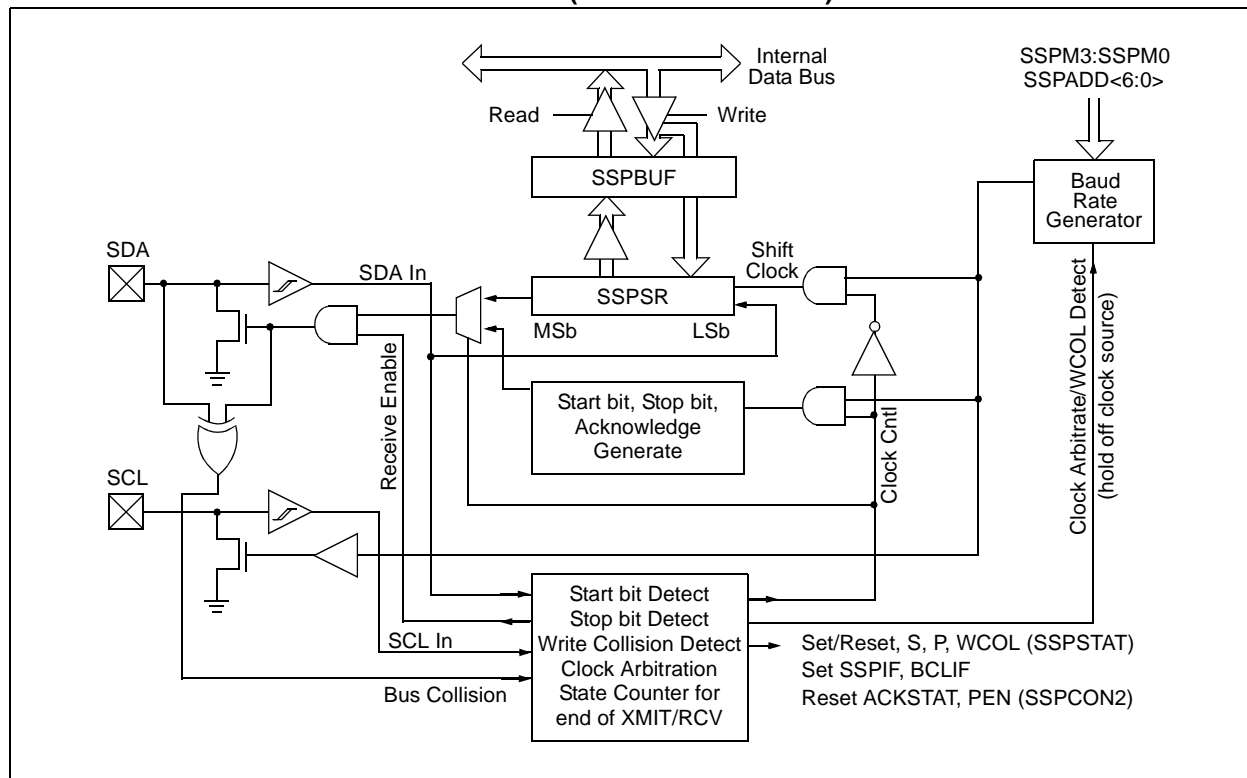 Internal
Data Bus
SSPM3:SSPM0
SSPADD<6:0>
Read
Write
SSPBUF
Baud
Rate
Generator
SDA
SDA In
Shift
Clock
SSPSR
MSb
LSb
Receive Enable
Start bit, Stop bit,
Acknowledge
Generate
Clock Cntl
Clock Arbitrate/WCOL Detect
(hold off clock source)
SCL
SCL In
Bus Collision
Start bit Detect
Stop bit Detect
Write Collision Detect
Clock Arbitration
State Counter for
end of XMIT/RCV
Set/Reset, S, P, WCOL (SSPSTAT)
Set SSPIF, BCLIF
Reset ACKSTAT, PEN (SSPCON2)